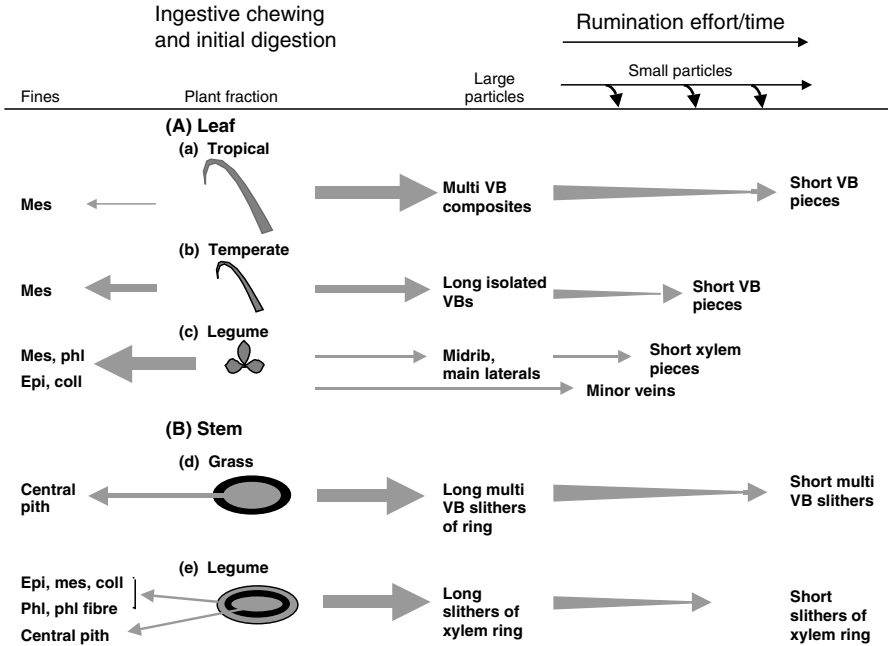 Ingestive chewing
and initial digestion
Rumination effort/time
Fines
Plant fraction
Large
particles
Small particles
(A) Leaf
(a) Tropical
Mes
Multi VB
composites
Short VB
pieces
(b) Temperate
Mes
Long isolated
VBs
Short VB
pieces
(c) Legume
Mes, phl
Epi, coll
Midrib,
main laterals
Short xylem
pieces
Minor veins
(B) Stem
(d) Grass
Central
pith
Long multi
VB slithers
of ring
Short multi
VB slithers
(e) Legume
Epi, mes, coll
Phl, phl fibre
Central pith
Long
slithers of
xylem ring
Short
slithers of
xylem ring